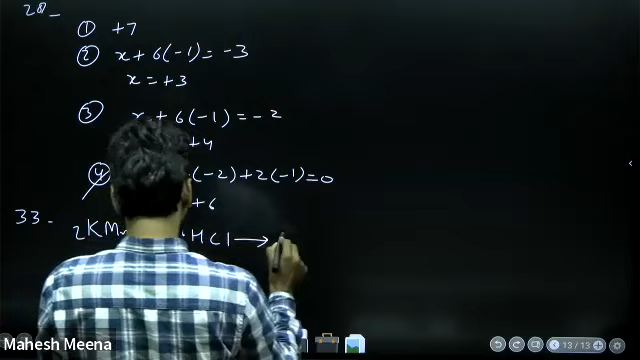 28_
① +7
② x + 6(-1) = -3
x = +3
③ x + 6(-1) = -2
+4
④ (-2) + 2(-1) = 0
+6
33 - 2KM HCl →
Mahesh Meena
13 / 13